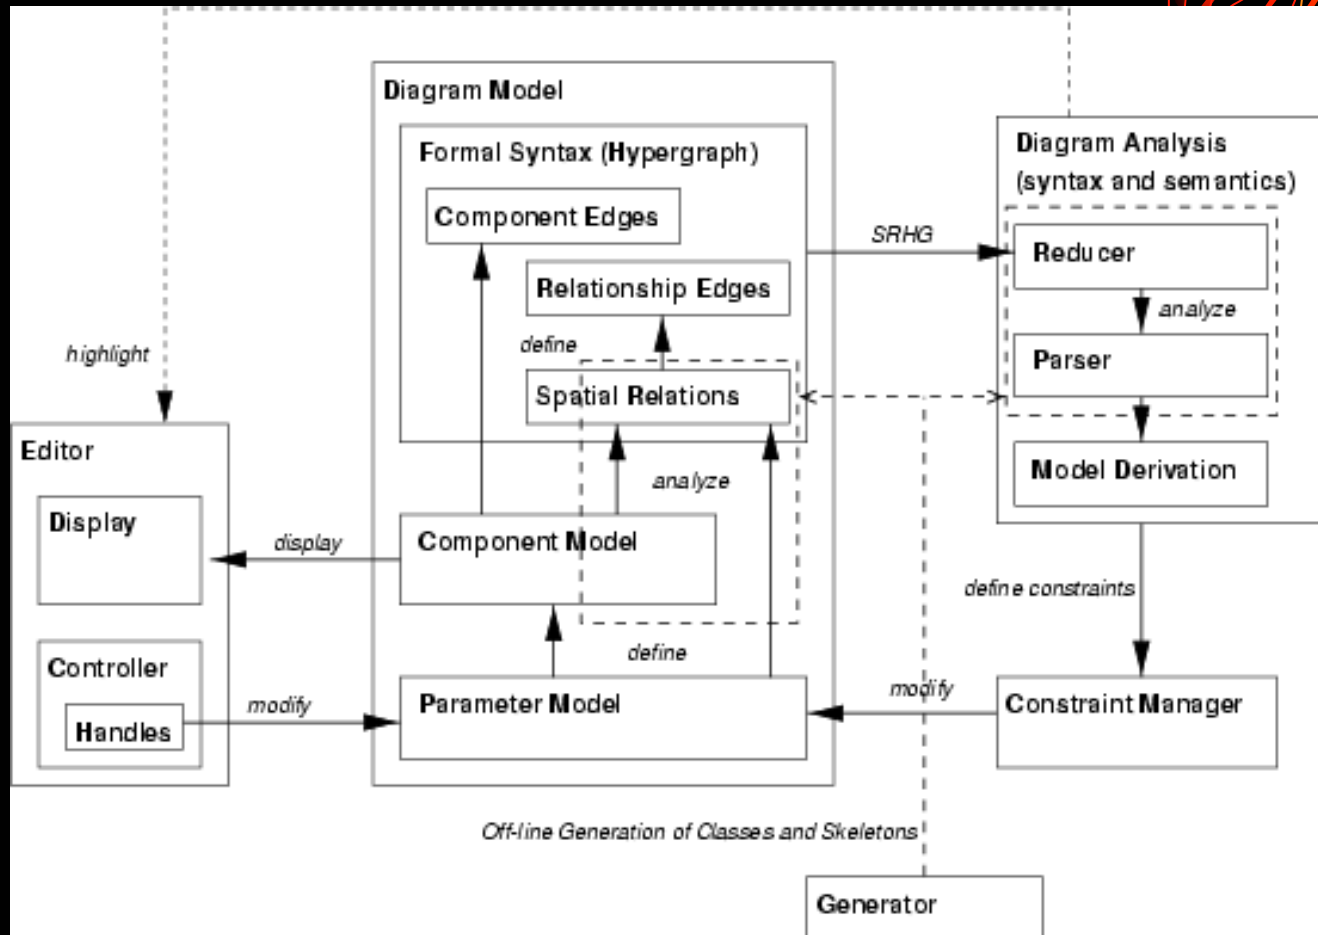 Diagram Model
Formal Syntax (Hypergraph)
Component Edges
Relationship Edges
define
Spatial Relations
analyze
Component Model
define
Parameter Model
SRHG
Diagram Analysis
(syntax and semantics)
Reducer
analyze
Parser
Model Derivation
define constraints
Constraint Manager
modify
highlight
Editor
Display
display
Controller
Handles
modify
Off-line Generation of Classes and Skeletons
Generator